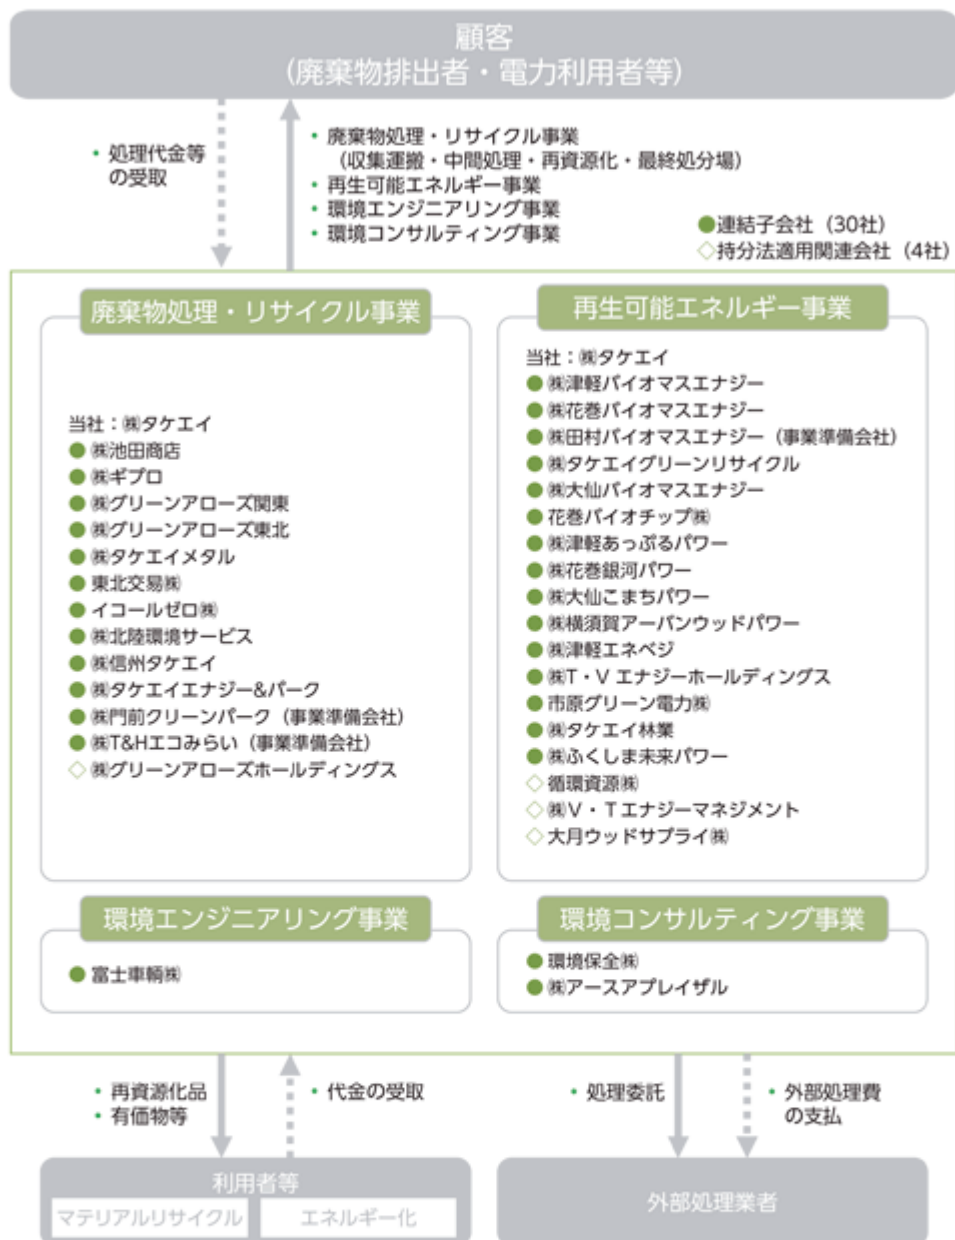 顧客
(廃棄物排出者・電力利用者等)
・処理代金等
の受取
・廃棄物処理・リサイクル事業
(収集運搬・中間処理・再資源化・最終処分場)
・再生可能エネルギー事業
・環境エンジニアリング事業
・環境コンサルティング事業
●連結子会社(30社)
◇持分法適用関連会社(4社)
廃棄物処理・リサイクル事業
当社:㈱タケエイ
●㈱池田商店
●㈱ギプロ
●㈱グリーンアローズ関東
●㈱グリーンアローズ東北
●㈱タケエイメタル
●東北交易㈱
●イコールゼロ㈱
●㈱北陸環境サービス
●㈱信州タケエイ
●㈱タケエイエナジー&パーク
●㈱門前クリーンパーク(事業準備会社)
●㈱T&Hエコみらい(事業準備会社)
◇㈱グリーンアローズホールディングス
再生可能エネルギー事業
当社:㈱タケエイ
●㈱津軽バイオマスエナジー
●㈱花巻バイオマスエナジー
●㈱田村バイオマスエナジー(事業準備会社)
●㈱タケエイグリーンリサイクル
●㈱大仙バイオマスエナジー
●花巻バイオチップ㈱
●㈱津軽あっぷるパワー
●㈱花巻銀河パワー
●㈱大仙こまちパワー
●㈱横須賀アーバンウッドパワー
●㈱津軽エネベジ
●㈱T・V エナジーホールディングス
●市原グリーン電力㈱
●㈱タケエイ林業
●㈱ふくしま未来パワー
◇循環資源㈱
◇㈱V・Tエナジーマネジメント
◇大月ウッドサプライ㈱
環境エンジニアリング事業
●富士車輌㈱
環境コンサルティング事業
●環境保全㈱
●㈱アースアプレイザル
・再資源化品
・有価物等
・代金の受取
・処理委託
・外部処理費
の支払
利用者等
マテリアルリサイクル
エネルギー化
外部処理業者